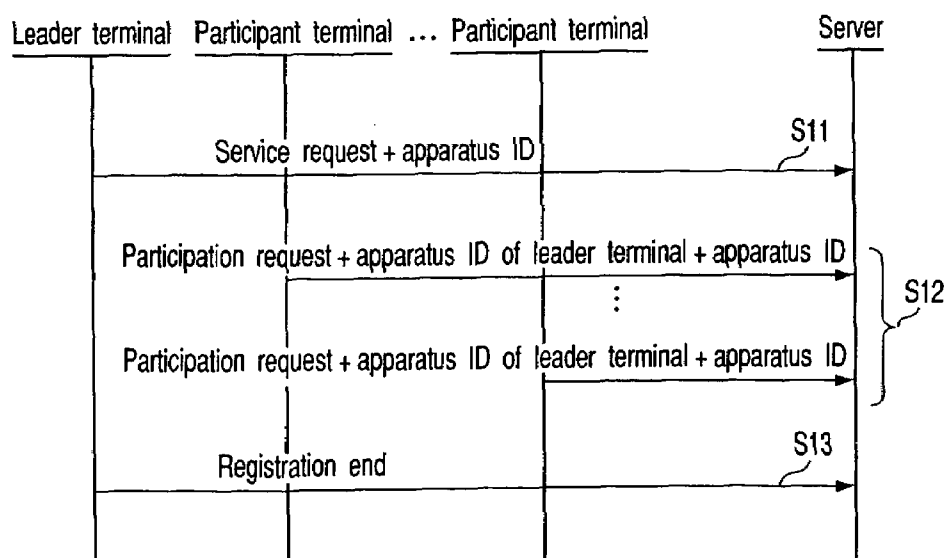 Leader terminal Participant terminal ... Participant terminal Server
S11
Service request + apparatus ID
Participation request + apparatus ID of leader terminal + apparatus ID
S12
Participation request + apparatus ID of leader terminal + apparatus ID
S13
Registration end